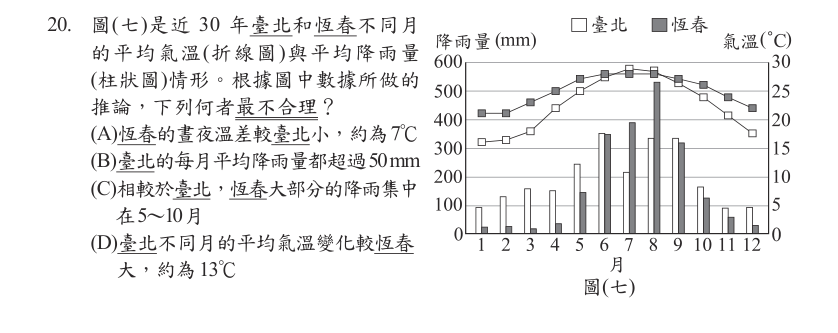 20. 圖(七)是近 30 年臺北和恆春不同月
的平均氣溫(折線圖)與平均降雨量
(柱狀圖)情形。根據圖中數據所做的
推論，下列何者最不合理？
(A)恆春的晝夜溫差較臺北小，約為7℃
(B)臺北的每月平均降雨量都超過50mm
(C)相較於臺北，恆春大部分的降雨集中
在5～10月
(D)臺北不同月的平均氣溫變化較恆春
大，約為13℃
臺北 恆春
降雨量(mm) 氣溫(℃)
600 30
500 25
400 20
300 15
200 10
100 5
0 0
1 2 3 4 5 6 7 8 9 10 11 12
月
圖(七)